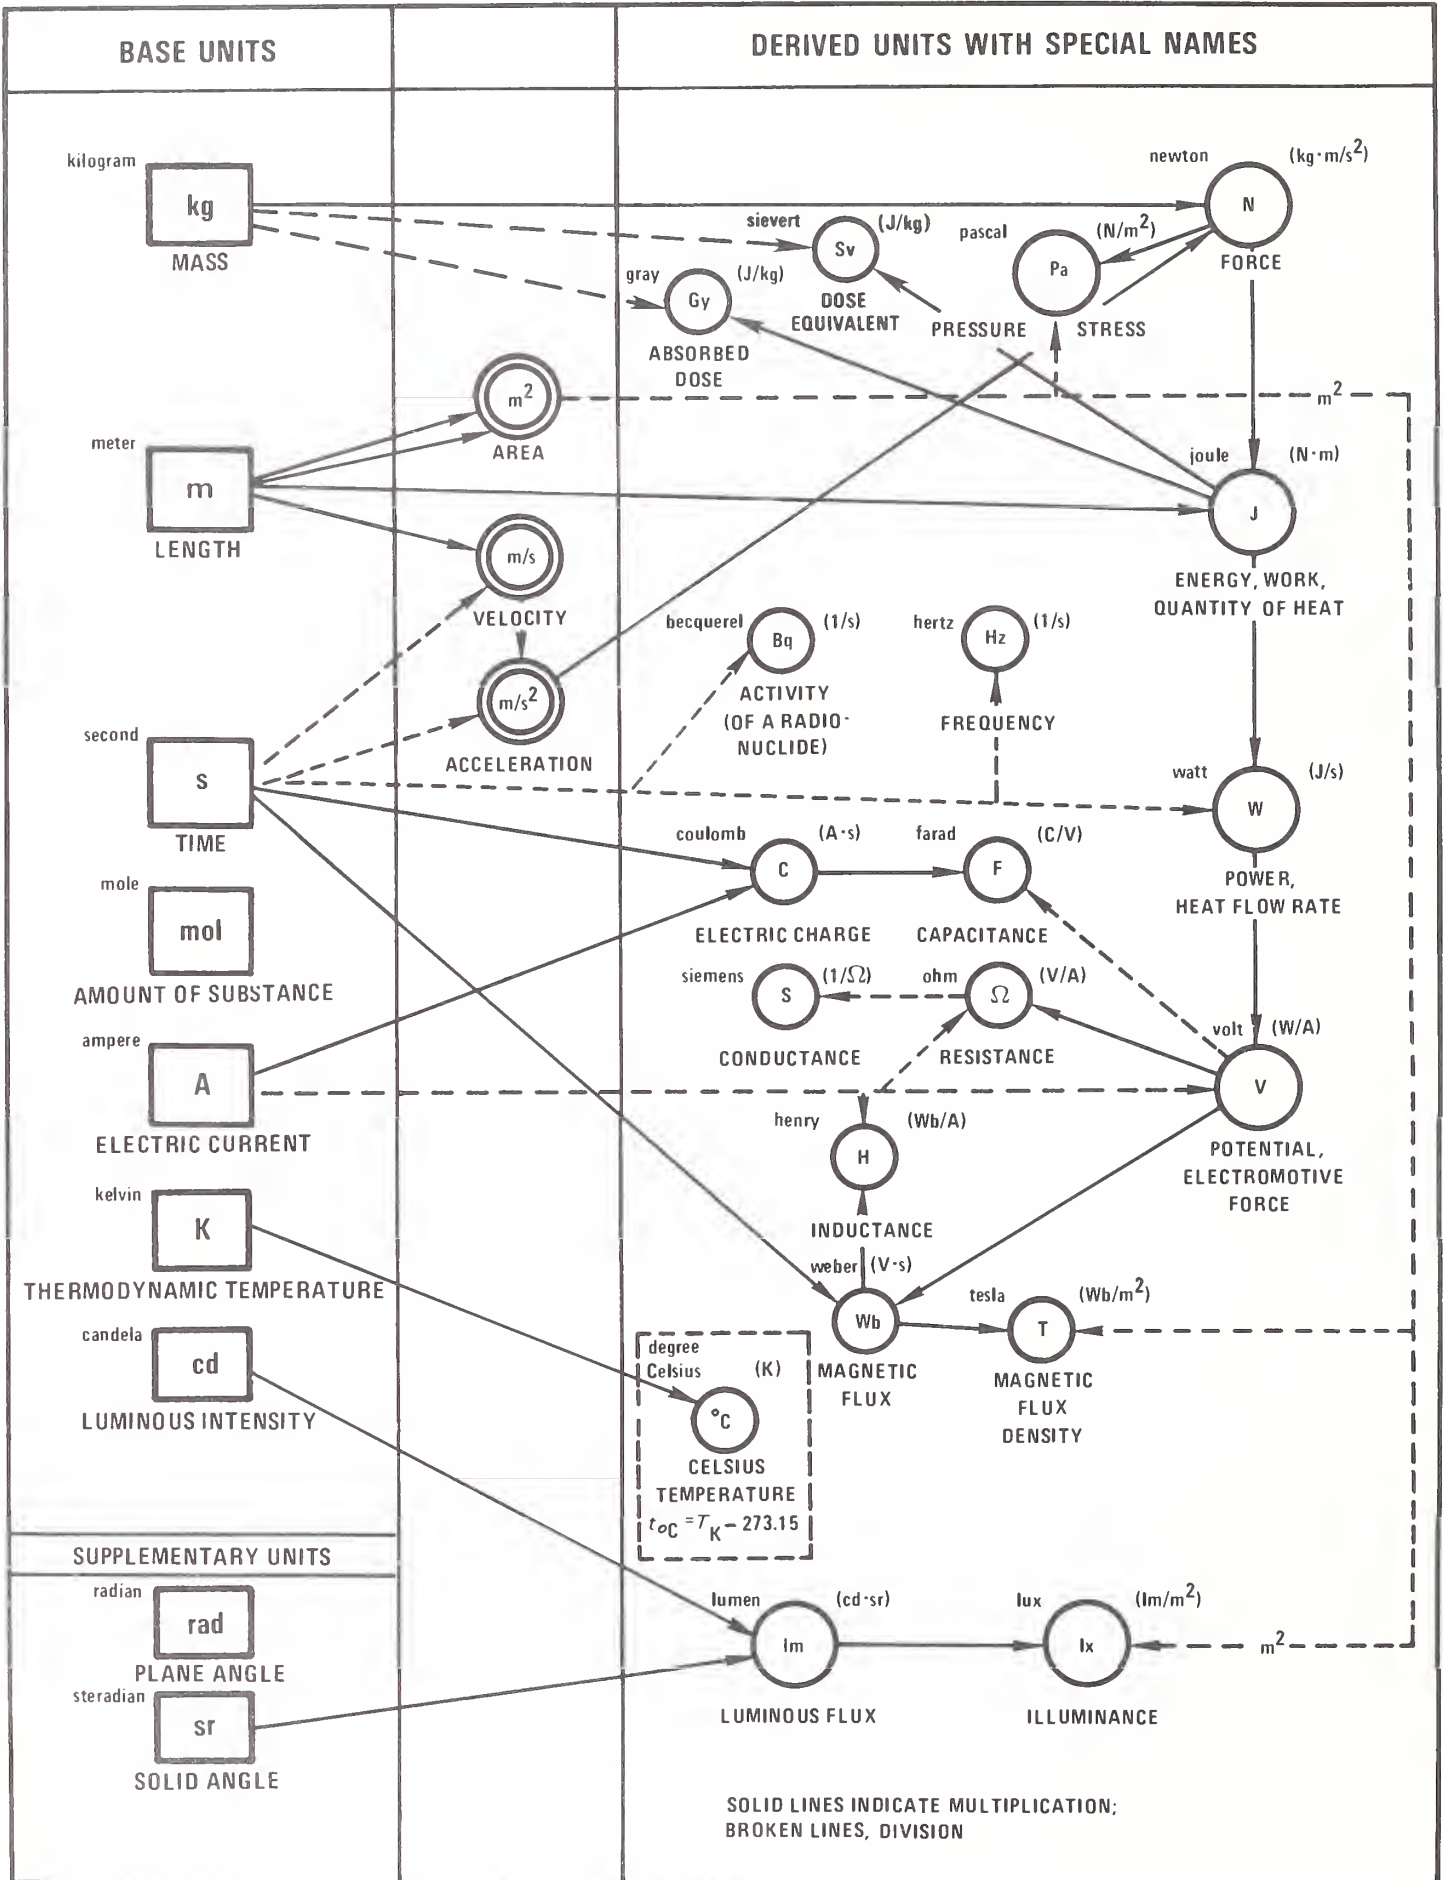 BASE UNITS
DERIVED UNITS WITH SPECIAL NAMES
kilogram
kg
MASS
newton
(kg·m/s²)
N
FORCE
sievert
(J/kg)
Sv
DOSE
EQUIVALENT
pascal
(N/m²)
Pa
PRESSURE
STRESS
gray
(J/kg)
Gy
ABSORBED
DOSE
m²
AREA
m²
meter
m
LENGTH
joule
(N·m)
J
ENERGY, WORK,
QUANTITY OF HEAT
m/s
VELOCITY
becquerel
(1/s)
Bq
ACTIVITY
(OF A RADIO-
NUCLIDE)
hertz
(1/s)
Hz
FREQUENCY
m/s²
ACCELERATION
second
s
TIME
watt
(J/s)
W
POWER,
HEAT FLOW RATE
coulomb
(A·s)
C
ELECTRIC CHARGE
farad
(C/V)
F
CAPACITANCE
mole
mol
AMOUNT OF SUBSTANCE
siemens
(1/Ω)
S
CONDUCTANCE
ohm
(V/A)
Ω
RESISTANCE
volt
(W/A)
V
POTENTIAL,
ELECTROMOTIVE
FORCE
ampere
A
ELECTRIC CURRENT
henry
(Wb/A)
H
INDUCTANCE
kelvin
K
THERMODYNAMIC TEMPERATURE
weber
(V·s)
Wb
MAGNETIC
FLUX
tesla
(Wb/m²)
T
MAGNETIC
FLUX
DENSITY
candela
cd
LUMINOUS INTENSITY
degree
Celsius
(K)
°C
CELSIUS
TEMPERATURE
t°C = TK − 273.15
SUPPLEMENTARY UNITS
radian
rad
PLANE ANGLE
lumen
(cd·sr)
lm
LUMINOUS FLUX
lux
(lm/m²)
lx
ILLUMINANCE
m²
steradian
sr
SOLID ANGLE
SOLID LINES INDICATE MULTIPLICATION;
BROKEN LINES, DIVISION